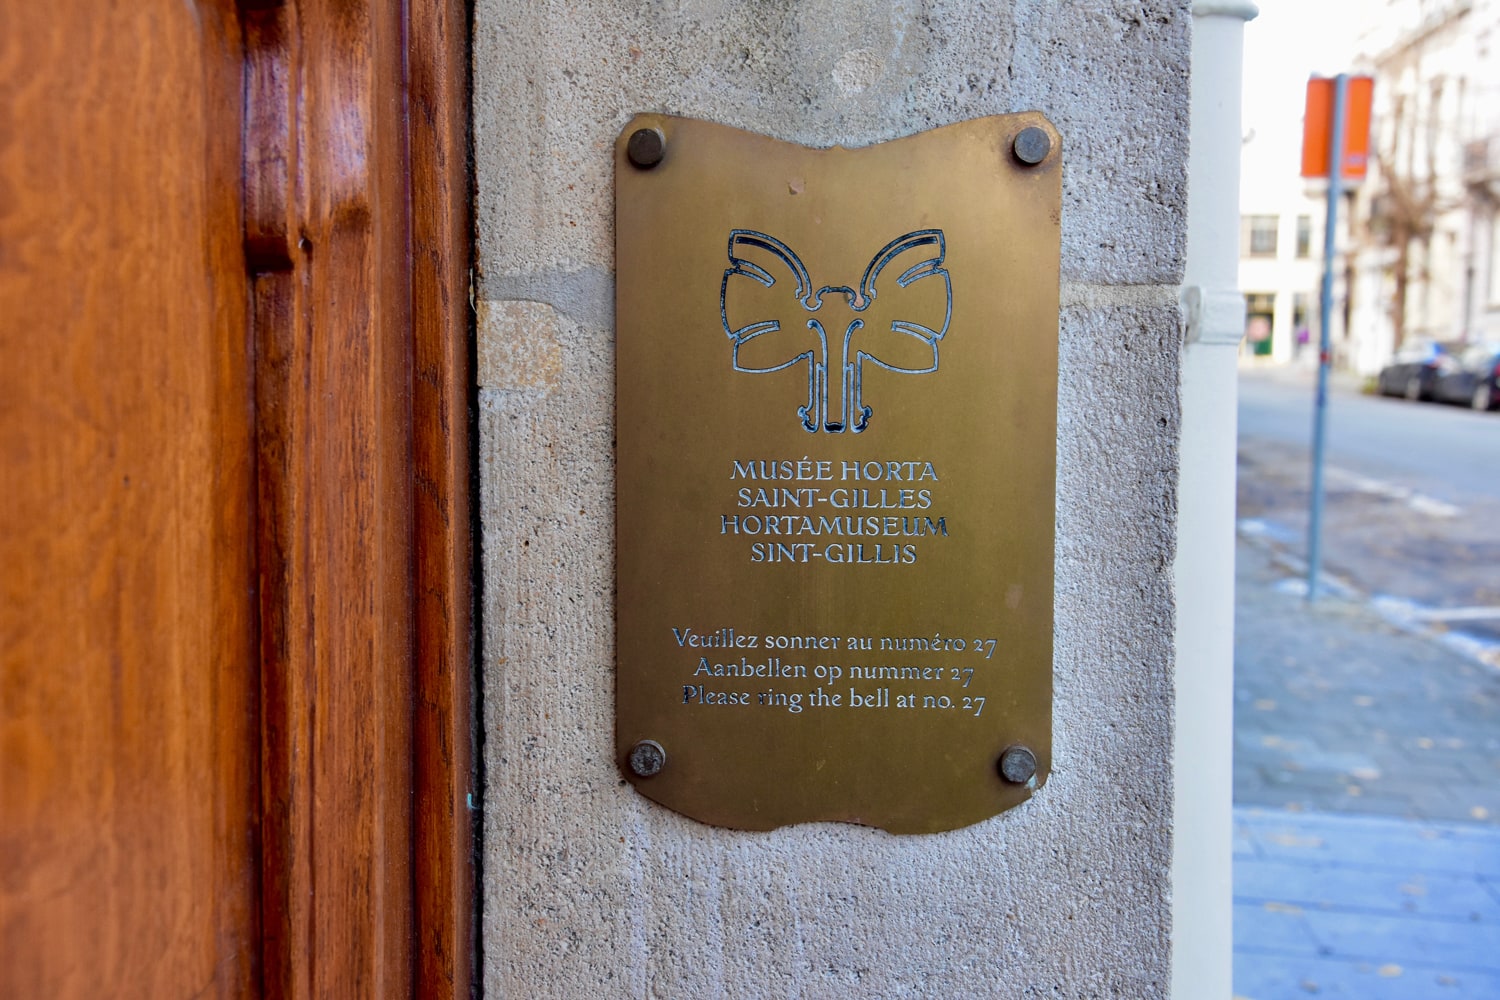 MUSÉE HORTA
SAINT-GILLES
HORTAMUSEUM
SINT-GILLIS
Veuillez sonner au numéro 27
Aanbellen op nummer 27
Please ring the bell at no. 27